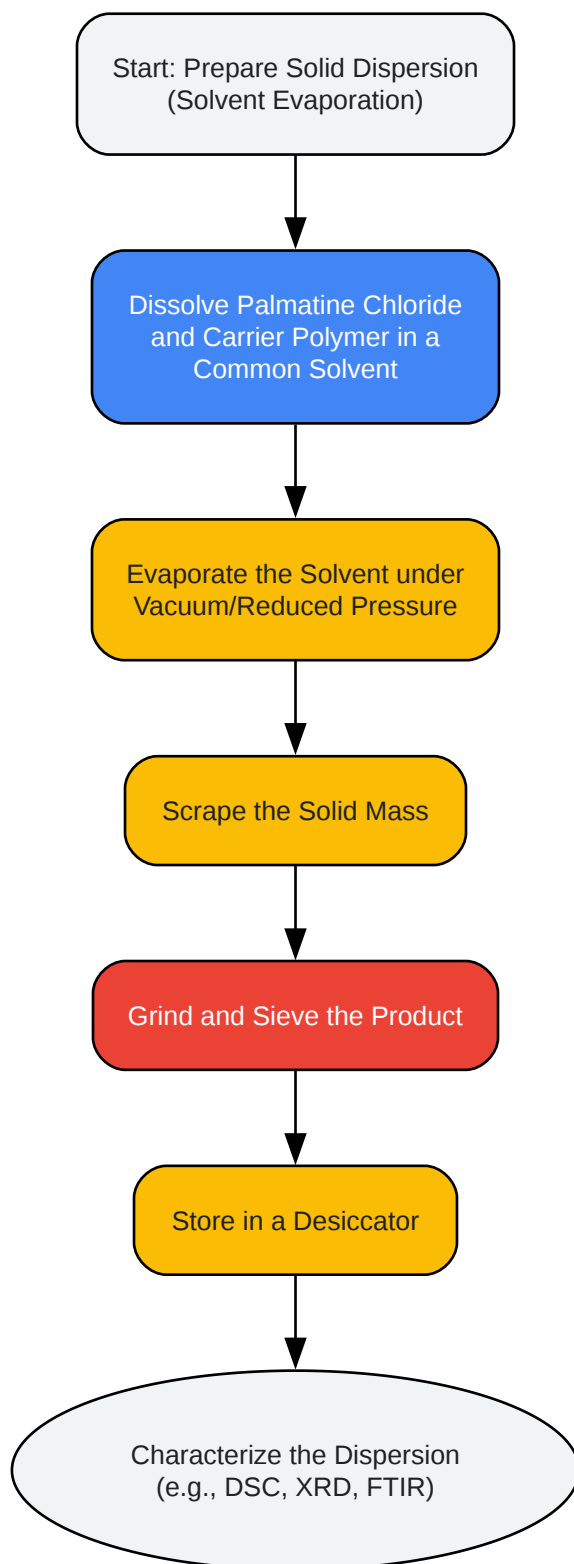 Start: Prepare Solid Dispersion
(Solvent Evaporation)
Dissolve Palmatine Chloride
and Carrier Polymer in a
Common Solvent
Evaporate the Solvent under
Vacuum/Reduced Pressure
Scrape the Solid Mass
Grind and Sieve the Product
Store in a Desiccator
Characterize the Dispersion
(e.g., DSC, XRD, FTIR)